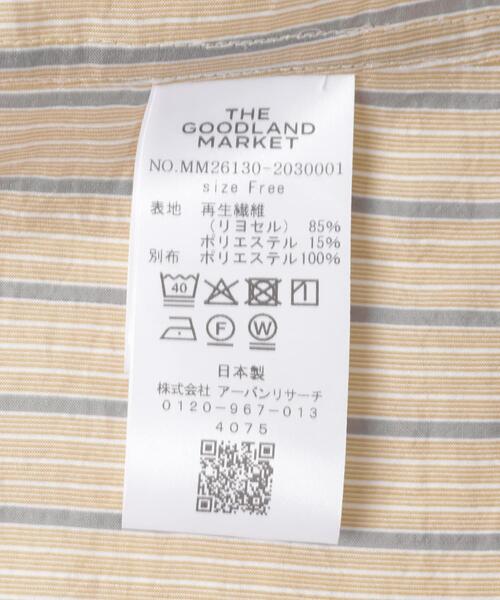 THE
GOODLAND
MARKET
NO.MM26130-2030001
size Free
表地 再生繊維
(リヨセル) 85%
ポリエステル 15%
別布 ポリエステル100%
40
F W
日本製
株式会社 アーバンリサーチ
0120-967-013
4075